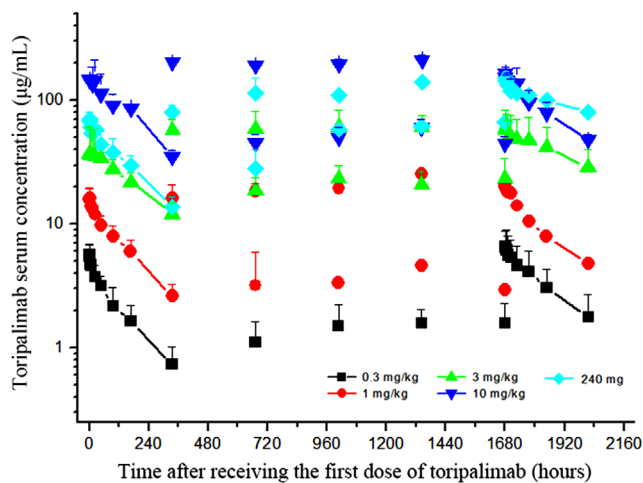 Toripalimab serum concentration (μg/mL)
100
10
1
0.3 mg/kg
3 mg/kg
240 mg
1 mg/kg
10 mg/kg
0 240 480 720 960 1200 1440 1680 1920 2160
Time after receiving the first dose of toripalimab (hours)